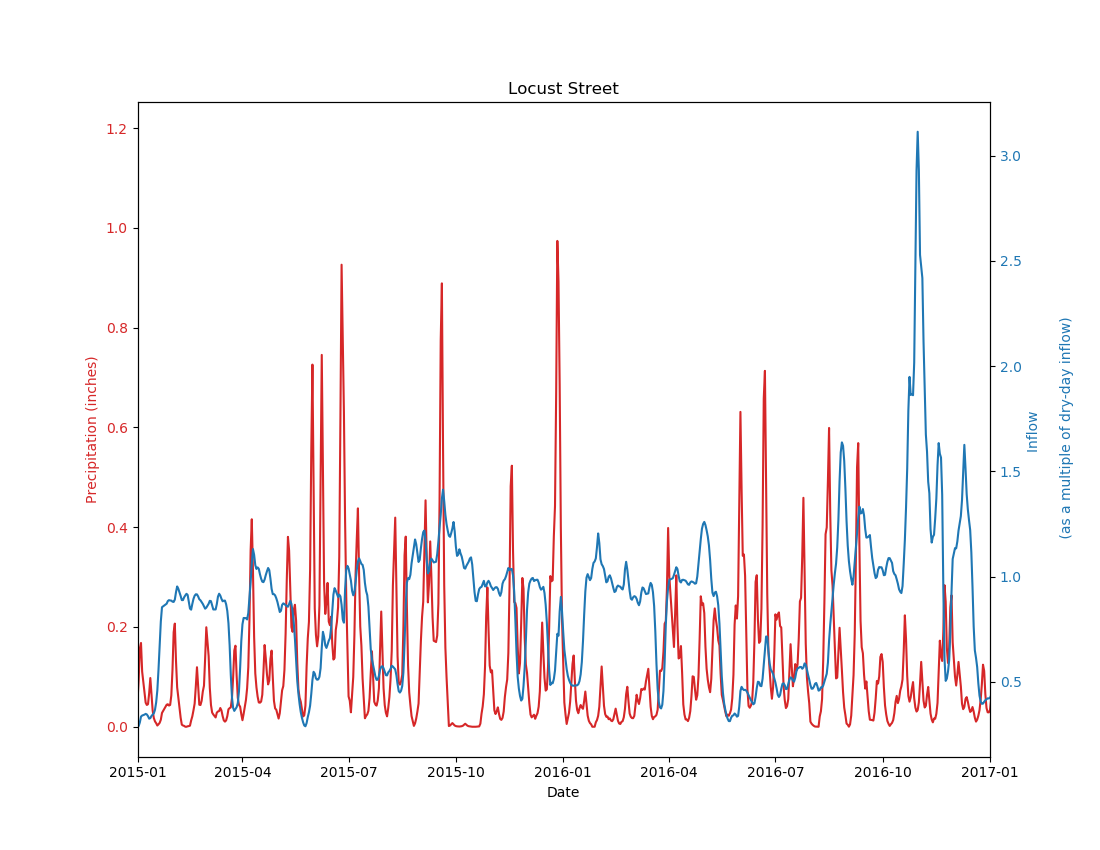 Locust Street
1.2
1.0
0.8
0.6
0.4
0.2
0.0
Precipitation (inches)
3.0
2.5
2.0
1.5
1.0
0.5
Inflow
(as a multiple of dry-day inflow)
2015-01 2015-04 2015-07 2015-10 2016-01 2016-04 2016-07 2016-10 2017-01
Date